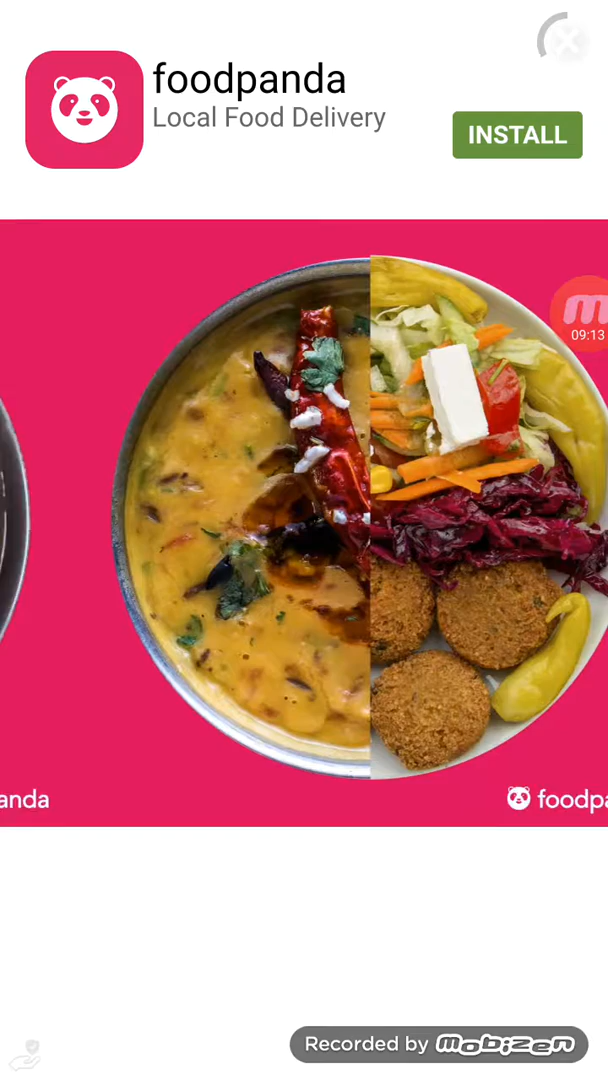 foodpanda
Local Food Delivery
INSTALL
09:13
anda
foodpa
Recorded by mobizen